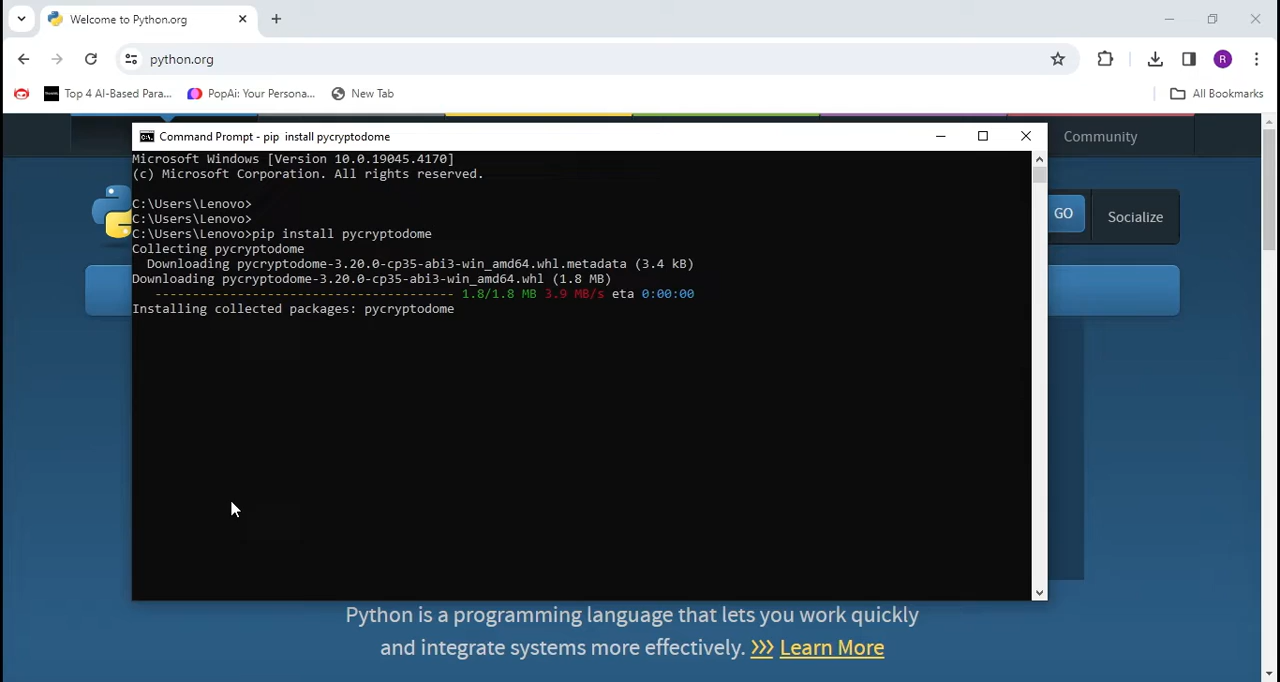 Welcome to Python.org
python.org
R
Top 4 AI-Based Para...
PopAi: Your Persona...
New Tab
All Bookmarks
Command Prompt - pip  install pycryptodome
Community
Microsoft Windows [Version 10.0.19045.4170]
(c) Microsoft Corporation. All rights reserved.
C:\Users\Lenovo>
C:\Users\Lenovo>
GO
Socialize
C:\Users\Lenovo>pip install pycryptodome
Collecting pycryptodome
  Downloading pycryptodome-3.20.0-cp35-abi3-win_amd64.whl.metadata (3.4 kB)
Downloading pycryptodome-3.20.0-cp35-abi3-win_amd64.whl (1.8 MB)
   ---------------------------------------- 1.8/1.8 MB 3.9 MB/s eta 0:00:00
Installing collected packages: pycryptodome
Python is a programming language that lets you work quickly
and integrate systems more effectively. >>> Learn More